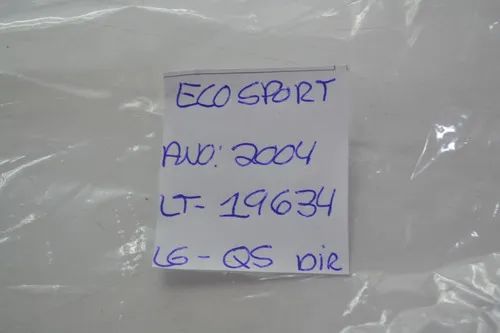 ECOSPORT
ANO: 2004
LT- 19634
LG - QS DIR